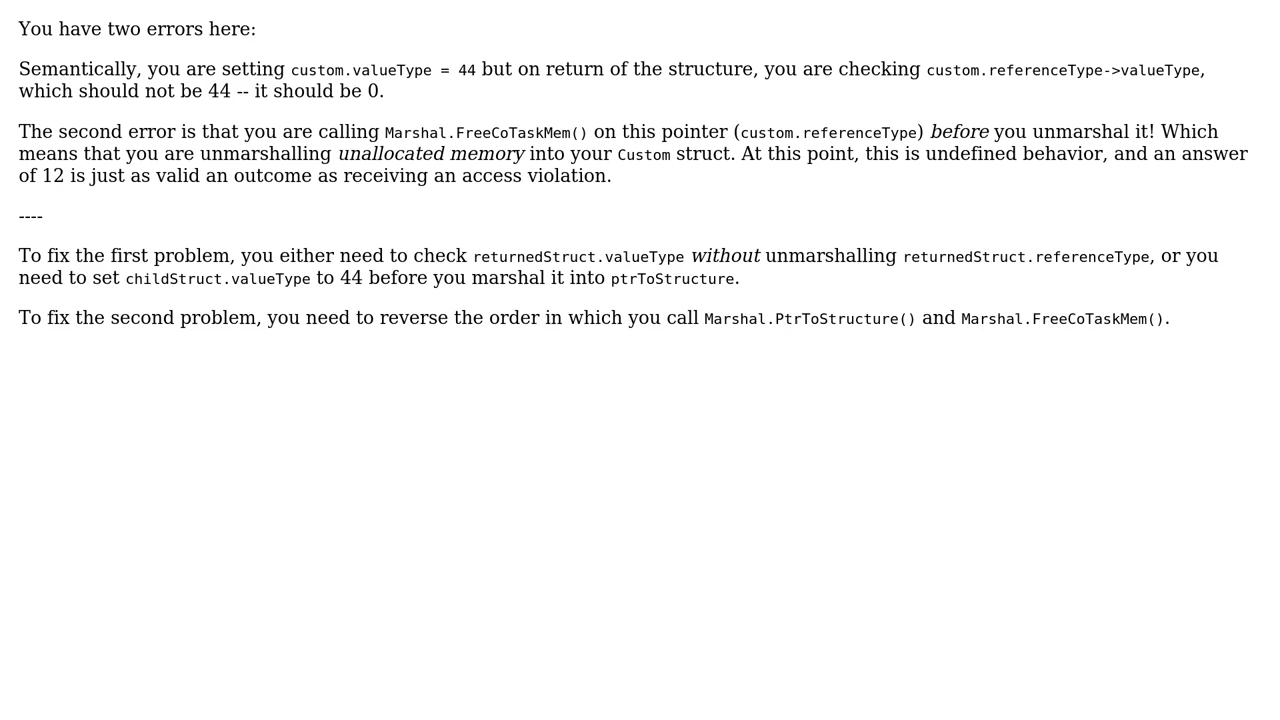 You have two errors here:
Semantically, you are setting custom.valueType = 44 but on return of the structure, you are checking custom.referenceType->valueType,
which should not be 44 -- it should be 0.
The second error is that you are calling Marshal.FreeCoTaskMem() on this pointer (custom.referenceType) before you unmarshal it! Which
means that you are unmarshalling unallocated memory into your Custom struct. At this point, this is undefined behavior, and an answer
of 12 is just as valid an outcome as receiving an access violation.
----
To fix the first problem, you either need to check returnedStruct.valueType without unmarshalling returnedStruct.referenceType, or you
need to set childStruct.valueType to 44 before you marshal it into ptrToStructure.
To fix the second problem, you need to reverse the order in which you call Marshal.PtrToStructure() and Marshal.FreeCoTaskMem().